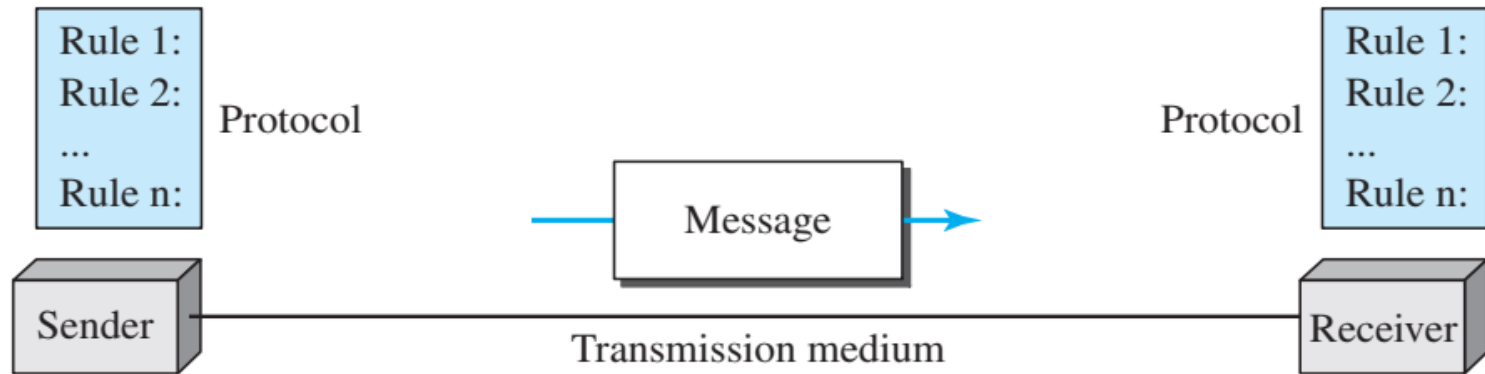 Rule 1:
Rule 2:
...
Rule n:
Protocol
Protocol
Rule 1:
Rule 2:
...
Rule n:
Message
Sender
Transmission medium
Receiver